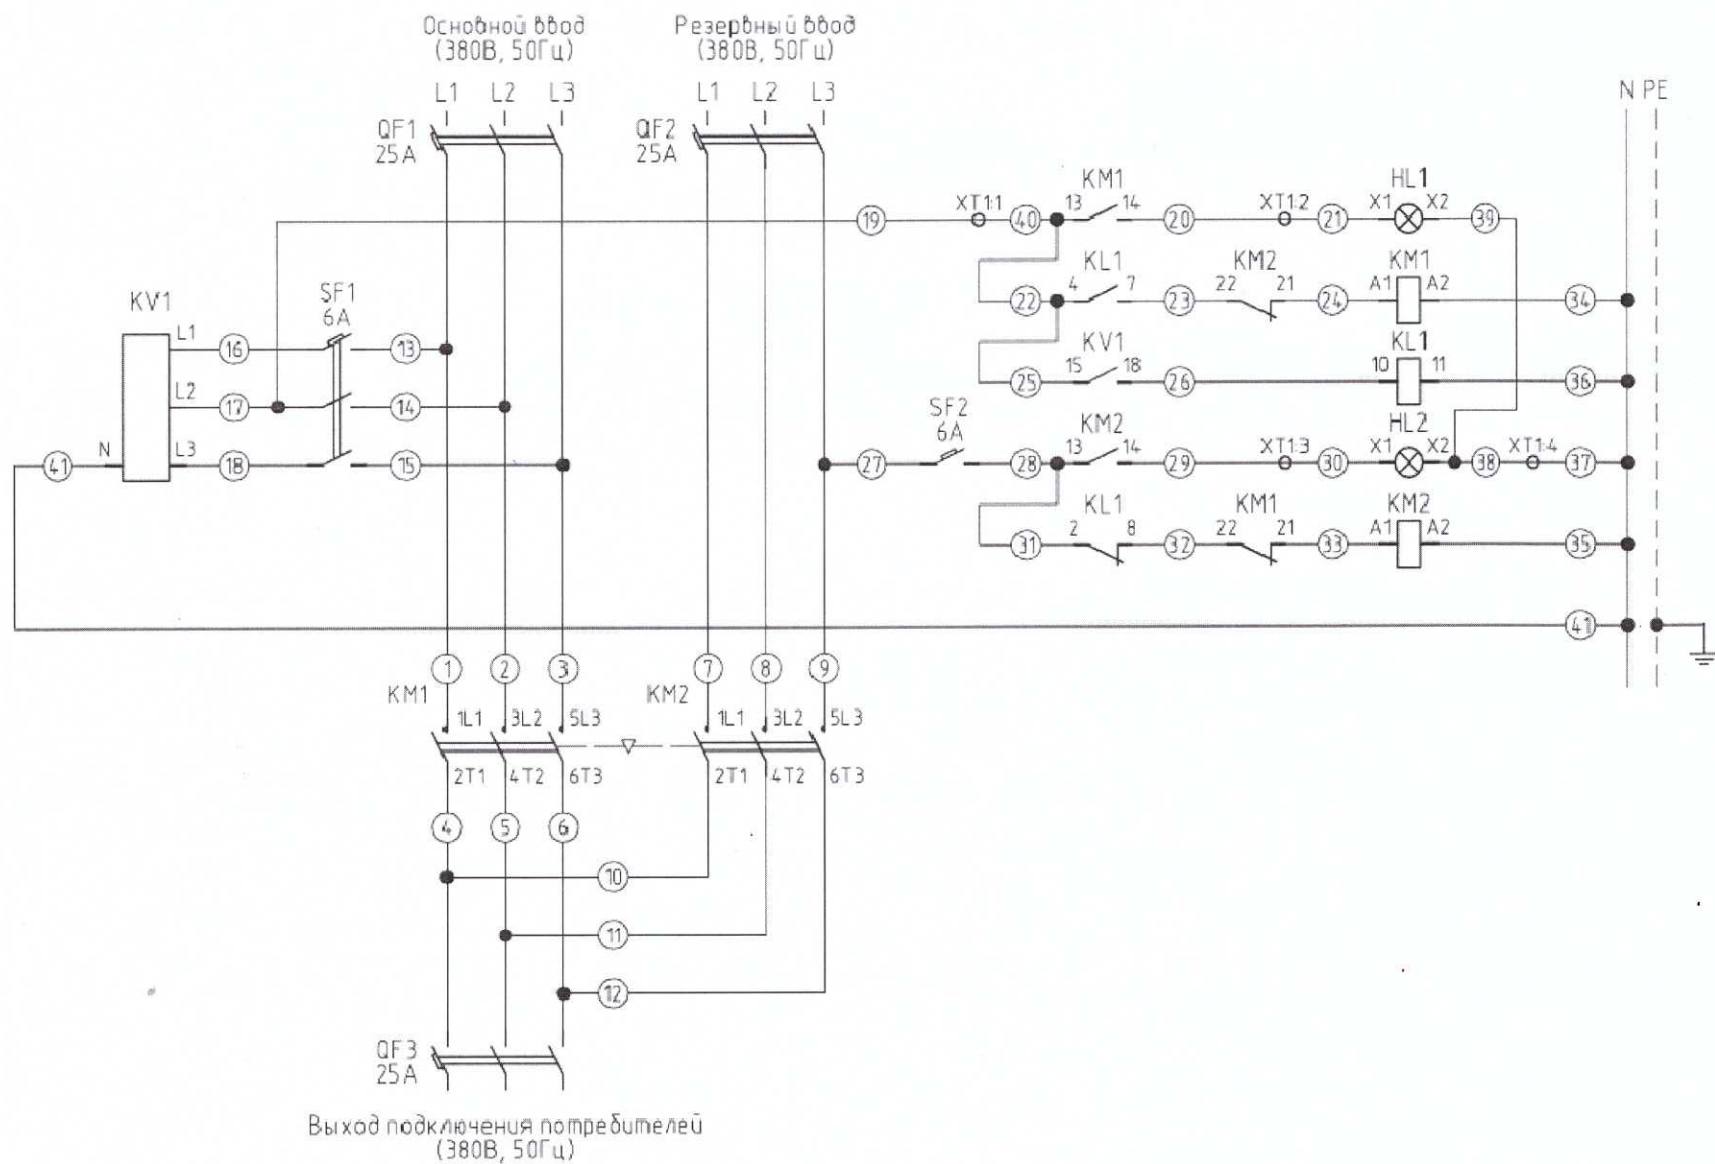 Основной ввод
(380В, 50Гц)
Резервный ввод
(380В, 50Гц)
L1 L2 L3
L1 L2 L3
N PE
QF1
25А
QF2
25А
19 XT1:1 40 13 KM1 14 20 XT1:2 21 X1 HL1 X2 39
22 4 KL1 7 23 22 KM2 21 24 A1 KM1 A2 34
25 15 KV1 18 26 10 KL1 11 36
27 SF2 6А 28 13 KM2 14 29 XT1:3 30 X1 HL2 X2 38 XT1:4 37
31 2 KL1 8 32 22 KM1 21 33 A1 KM2 A2 35
KV1
SF1
6А
L1 16 13
L2 17 14
41 N L3 18 15
41
1 2 3 7 8 9
KM1 1L1 3L2 5L3
KM2 1L1 3L2 5L3
2T1 4T2 6T3
2T1 4T2 6T3
4 5 6
10
11
12
QF3
25А
Выход подключения потребителей
(380В, 50Гц)